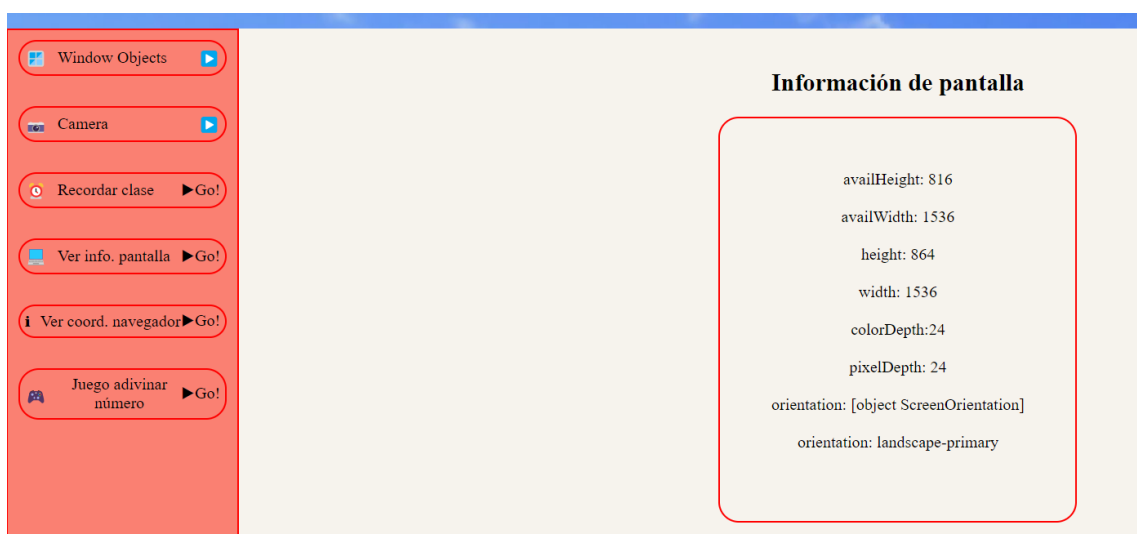 Window Objects
Camera
Recordar clase ▶Go!
Ver info. pantalla ▶Go!
i Ver coord. navegador▶Go!
Juego adivinar
número ▶Go!
Información de pantalla
availHeight: 816
availWidth: 1536
height: 864
width: 1536
colorDepth:24
pixelDepth: 24
orientation: [object ScreenOrientation]
orientation: landscape-primary